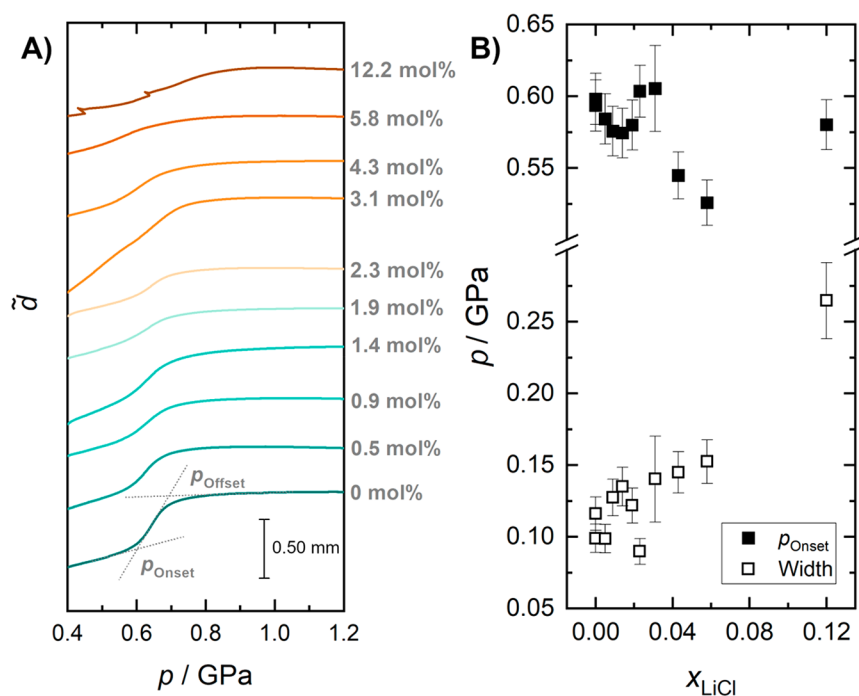 A)
12.2 mol%
5.8 mol%
4.3 mol%
3.1 mol%
2.3 mol%
1.9 mol%
1.4 mol%
0.9 mol%
0.5 mol%
0 mol%
pOffset
pOnset
0.50 mm
d̃
0.4 0.6 0.8 1.0 1.2
p / GPa
B)
0.65
0.60
0.55
0.25
0.20
0.15
0.10
0.05
p / GPa
pOnset
Width
0.00 0.04 0.08 0.12
xLiCl